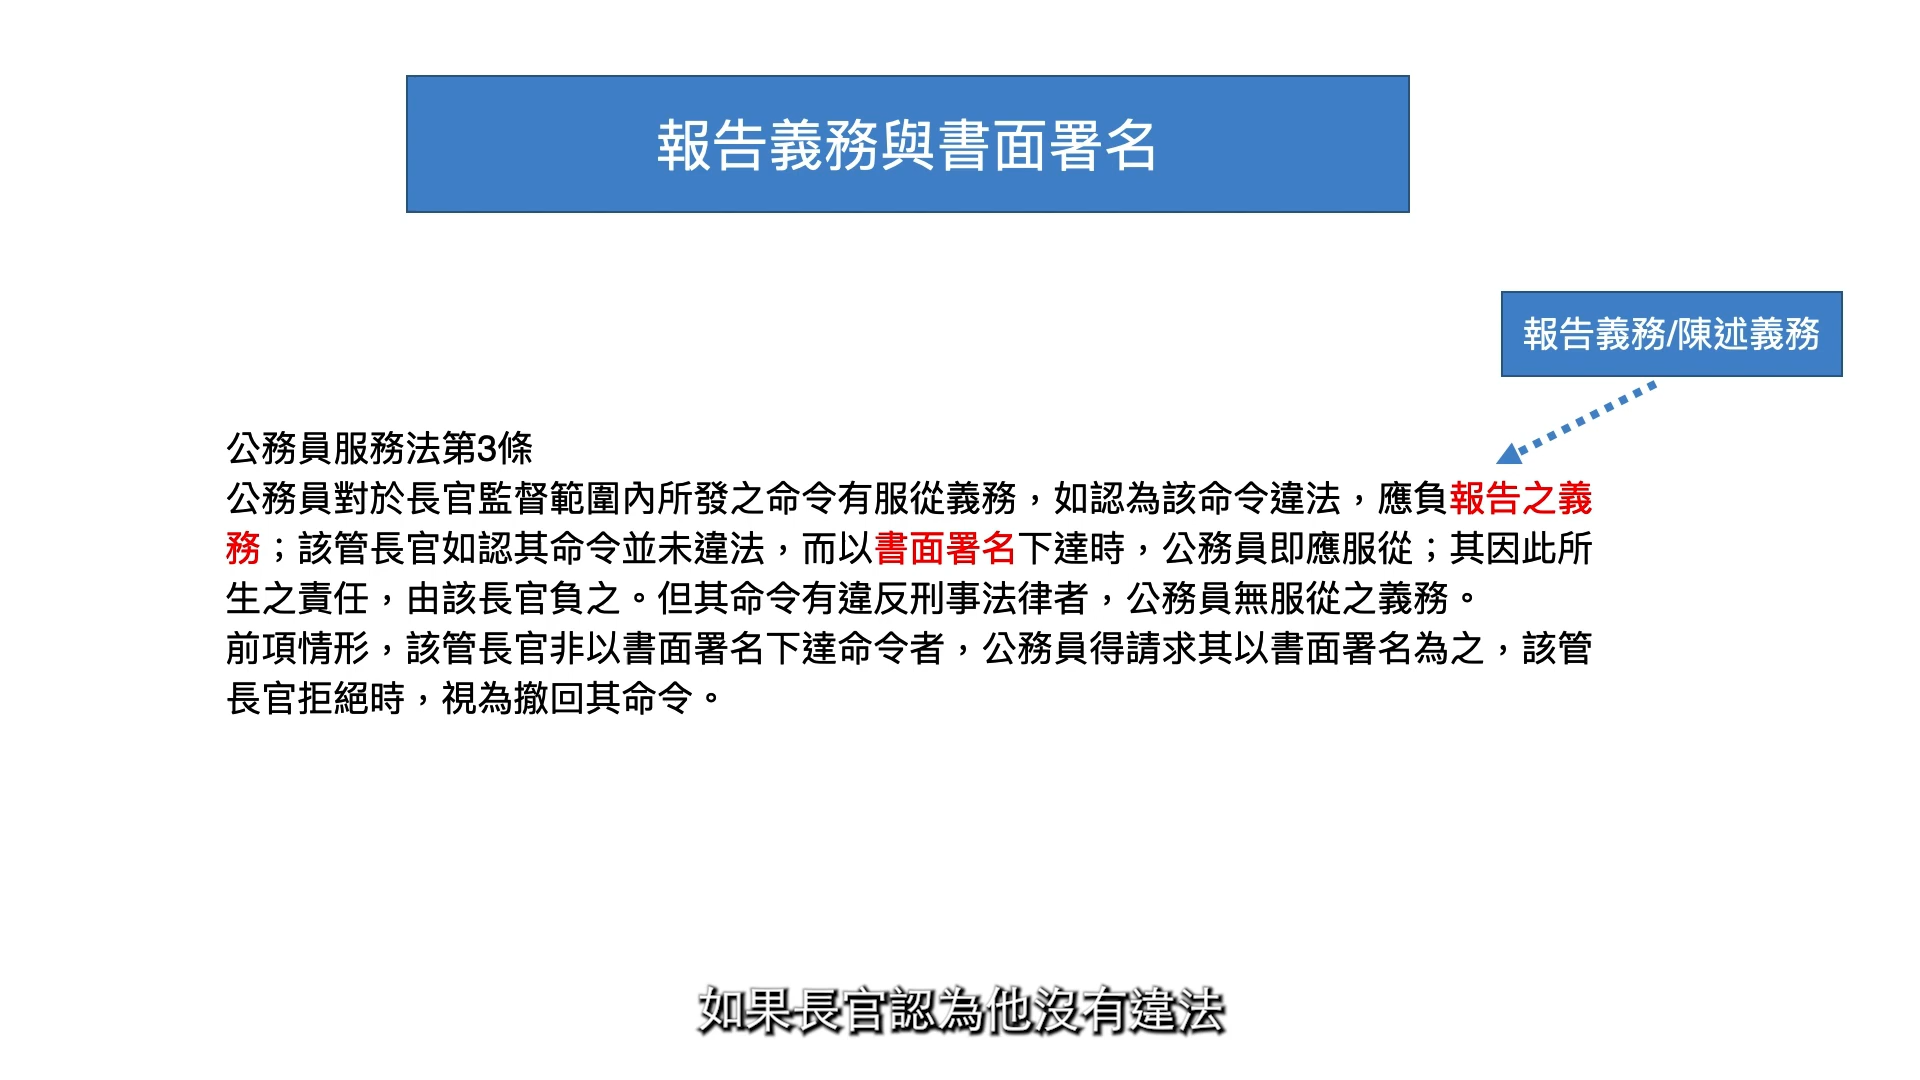 報告義務與書面署名
報告義務/陳述義務
公務員服務法第3條
公務員對於長官監督範圍內所發之命令有服從義務，如認為該命令違法，應負報告之義
務；該管長官如認其命令並未違法，而以書面署名下達時，公務員即應服從；其因此所
生之責任，由該長官負之。但其命令有違反刑事法律者，公務員無服從之義務。
前項情形，該管長官非以書面署名下達命令者，公務員得請求其以書面署名為之，該管
長官拒絕時，視為撤回其命令。
如果長官認為他沒有違法